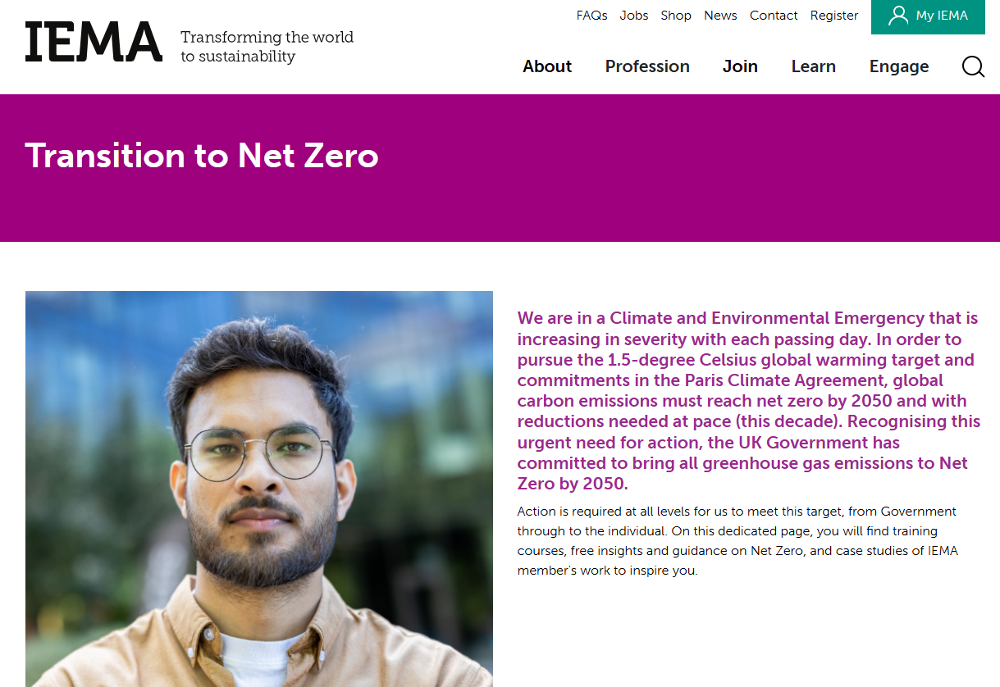 FAQs Jobs Shop News Contact Register My IEMA
IEMA
Transforming the world
to sustainability
About Profession Join Learn Engage
Transition to Net Zero
We are in a Climate and Environmental Emergency that is
increasing in severity with each passing day. In order to
pursue the 1.5-degree Celsius global warming target and
commitments in the Paris Climate Agreement, global
carbon emissions must reach net zero by 2050 and with
reductions needed at pace (this decade). Recognising this
urgent need for action, the UK Government has
committed to bring all greenhouse gas emissions to Net
Zero by 2050.
Action is required at all levels for us to meet this target, from Government
through to the individual. On this dedicated page, you will find training
courses, free insights and guidance on Net Zero, and case studies of IEMA
member's work to inspire you.